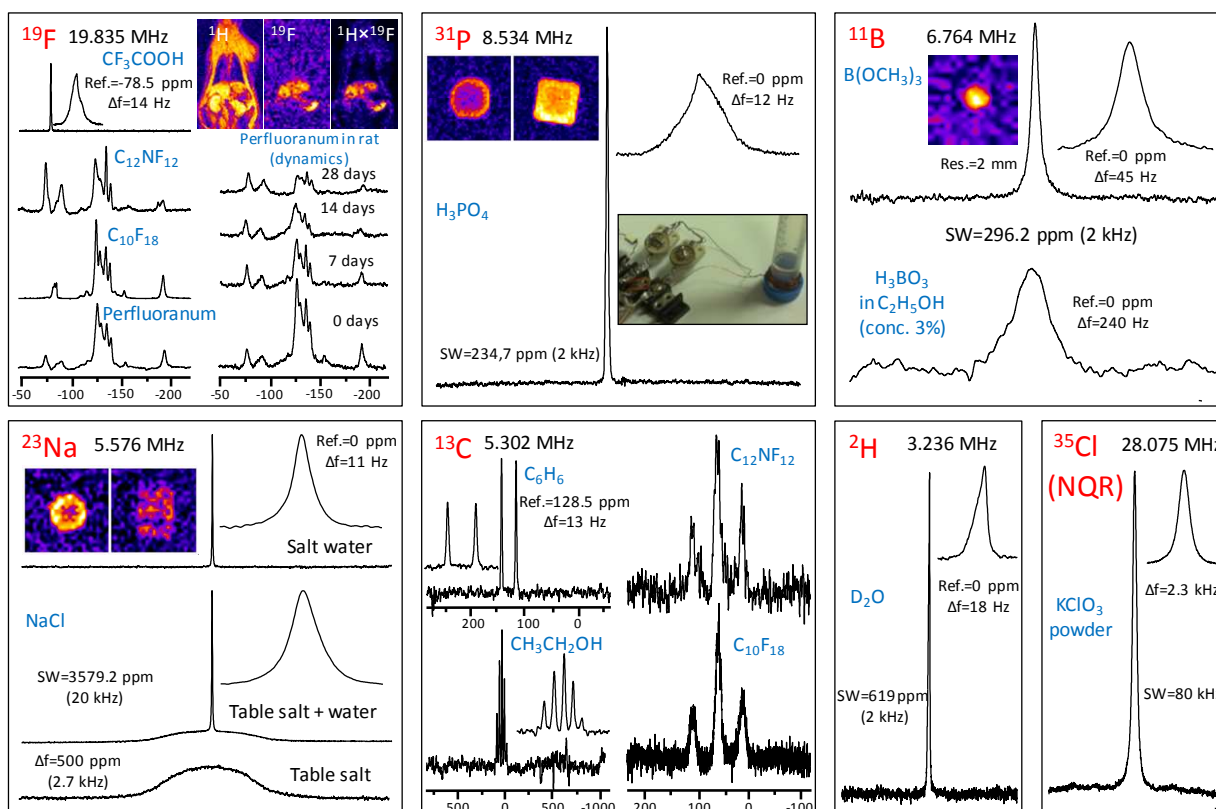 19F 19.835 MHz
CF3COOH
Ref.=-78.5 ppm
Δf=14 Hz
1H 19F 1H×19F
Perfluoranum in rat
(dynamics)
C12NF12
28 days
14 days
C10F18
7 days
Perfluoranum
0 days
-50 -100 -150 -200
-50 -100 -150 -200
31P 8.534 MHz
Ref.=0 ppm
Δf=12 Hz
H3PO4
SW=234,7 ppm (2 kHz)
11B 6.764 MHz
B(OCH3)3
Res.=2 mm
Ref.=0 ppm
Δf=45 Hz
SW=296.2 ppm (2 kHz)
H3BO3
in C2H5OH
(conc. 3%)
Ref.=0 ppm
Δf=240 Hz
23Na 5.576 MHz
Ref.=0 ppm
Δf=11 Hz
Salt water
NaCl
SW=3579.2 ppm
(20 kHz)
Table salt + water
Δf=500 ppm
(2.7 kHz)
Table salt
13C 5.302 MHz
C6H6
Ref.=128.5 ppm
Δf=13 Hz
C12NF12
200 100 0
CH3CH2OH
C10F18
500 0 -500 -1000
200 100 0 -100
2H 3.236 MHz
Ref.=0 ppm
Δf=18 Hz
D2O
SW=619 ppm
(2 kHz)
35Cl 28.075 MHz
(NQR)
Δf=2.3 kHz
KClO3
powder
SW=80 kHz